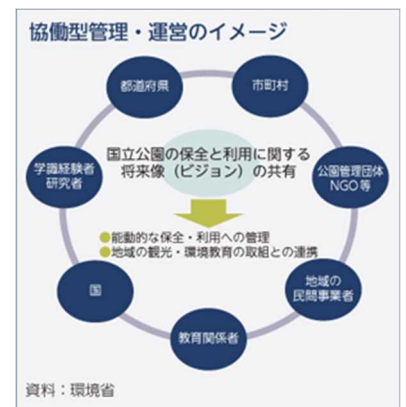 協働型管理・運営のイメージ
都道府県
市町村
国立公園の保全と利用に関する
将来像（ビジョン）の共有
学識経験者
研究者
公園管理団体
NGO等
●能動的な保全・利用への管理
●地域の観光・環境教育の取組との連携
国
地域の
民間事業者
教育関係者
資料：環境省